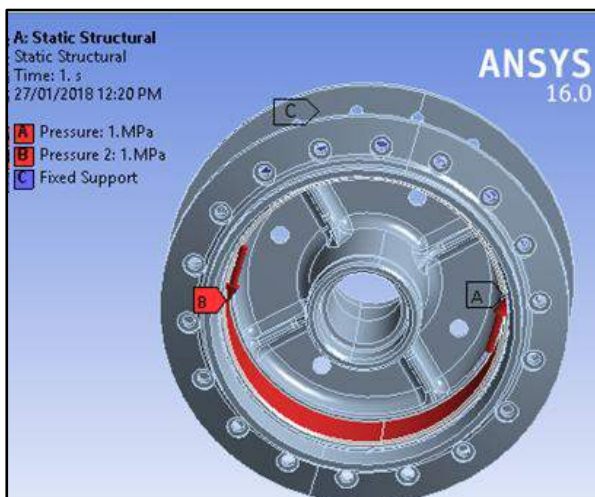 A: Static Structural
Static Structural
Time: 1. s
27/01/2018 12:20 PM
A Pressure: 1.MPa
B Pressure 2: 1.MPa
C Fixed Support
ANSYS
16.0
C
B
A